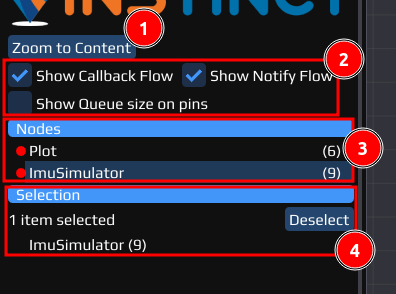 INSTINCT
1
Zoom to Content
2
Show Callback Flow Show Notify Flow
Show Queue size on pins
Nodes
Plot (6)
3
ImuSimulator (9)
Selection
1 item selected Deselect
ImuSimulator (9)
4